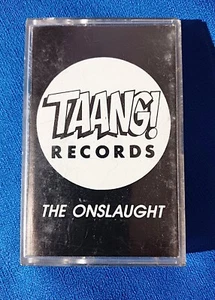 TAANG!
RECORDS
THE ONSLAUGHT